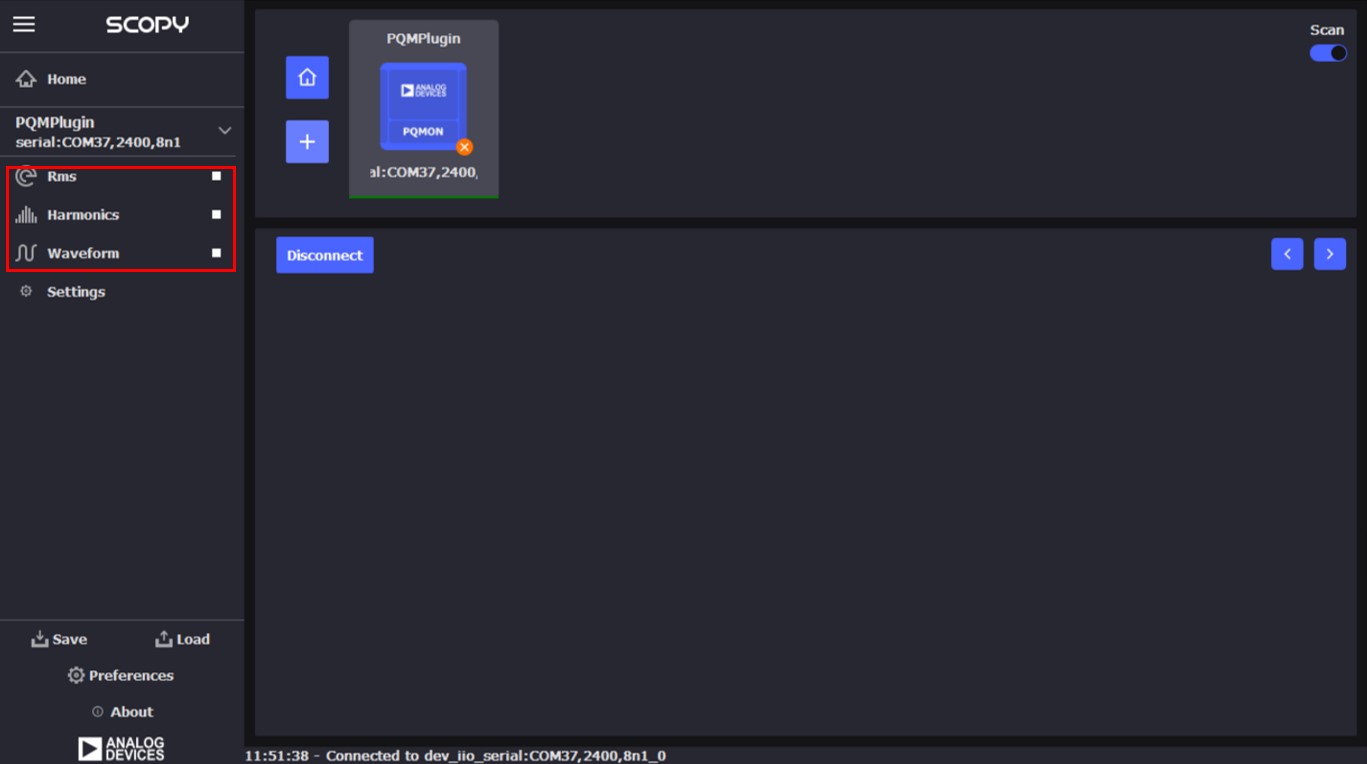 SCOPY
Home
PQMPlugin
serial:COM37,2400,8n1
Rms
Harmonics
Waveform
Settings
Save
Load
Preferences
About
ANALOG
DEVICES
PQMPlugin
ANALOG
DEVICES
PQMON
al:COM37,2400,
Scan
Disconnect
11:51:38 - Connected to dev_iio_serial:COM37,2400,8n1_0